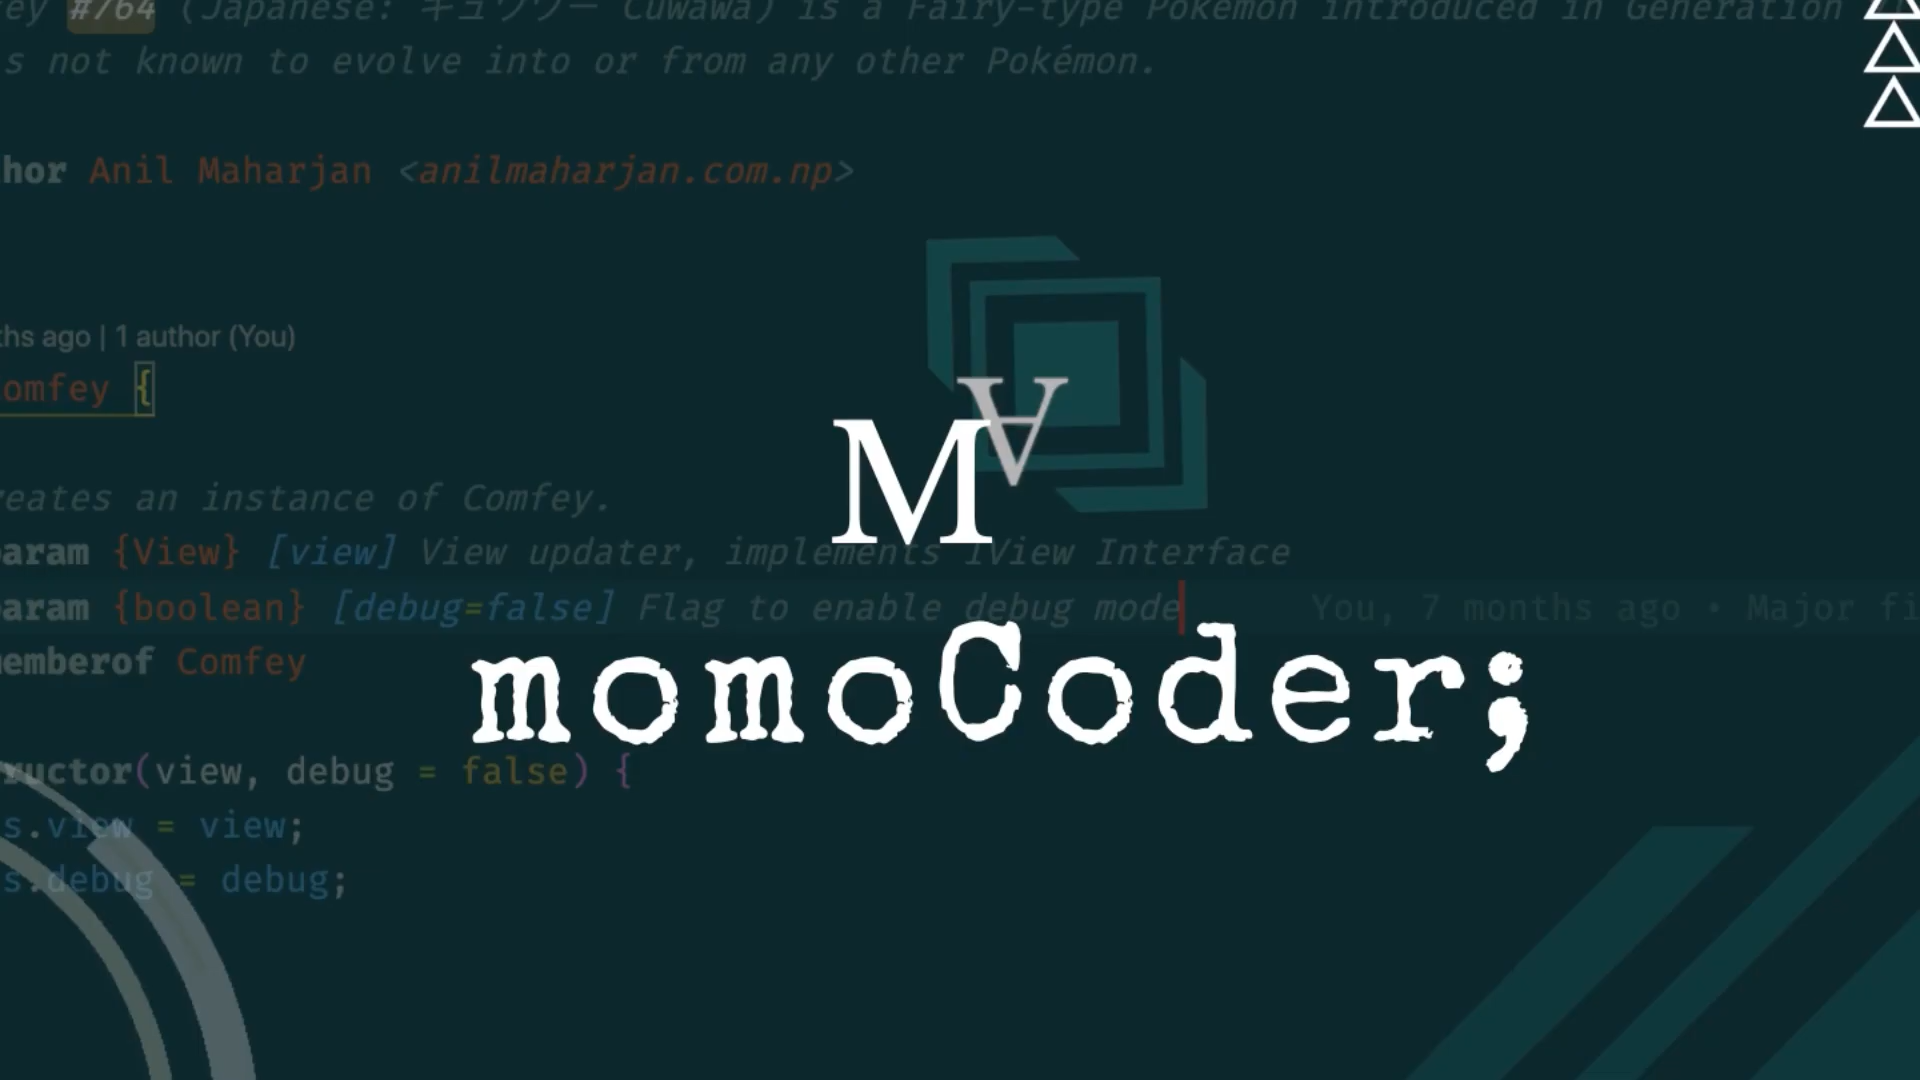 ey #764 (Japanese: キュワワー Cuwawa) is a Fairy-type Pokémon introduced in Generation
s not known to evolve into or from any other Pokémon.
hor Anil Maharjan <anilmaharjan.com.np>
ths ago | 1 author (You)
omfey {
MA
reates an instance of Comfey.
aram {View} [view] View updater, implements IView Interface
aram {boolean} [debug=false] Flag to enable debug mode You, 7 months ago • Major fi
emberof Comfey
momoCoder;
ructor(view, debug = false) {
s.view = view;
s.debug = debug;